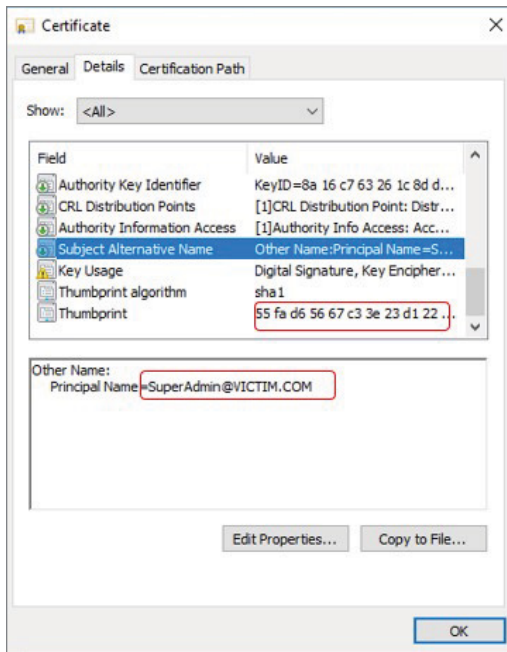 Certificate
General Details Certification Path
Show: <All>
Field Value
Authority Key Identifier KeyID=8a 16 c7 63 26 1c 8d d...
CRL Distribution Points [1]CRL Distribution Point: Distr...
Authority Information Access [1]Authority Info Access: Acc...
Subject Alternative Name Other Name:Principal Name=S...
Key Usage Digital Signature, Key Encipher...
Thumbprint algorithm sha1
Thumbprint 55 fa d6 56 67 c3 3e 23 d1 22 ...
Other Name:
Principal Name=SuperAdmin@VICTIM.COM
Edit Properties... Copy to File...
OK